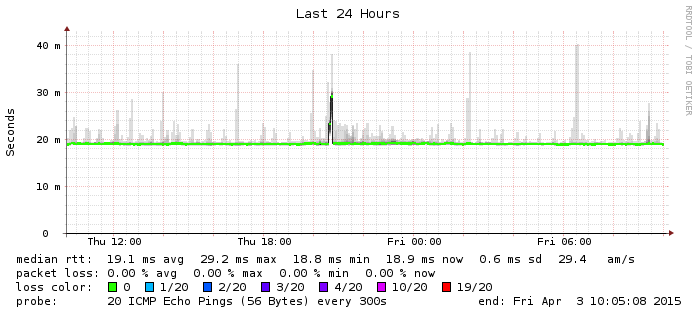 Last 24 Hours
RRDTOOL / TOBI OETIKER
Seconds
40 m
30 m
20 m
10 m
0
Thu 12:00 Thu 18:00 Fri 00:00 Fri 06:00
median rtt: 19.1 ms avg 29.2 ms max 18.8 ms min 18.9 ms now 0.6 ms sd 29.4 am/s
packet loss: 0.00 % avg 0.00 % max 0.00 % min 0.00 % now
loss color: 0 1/20 2/20 3/20 4/20 10/20 19/20
probe: 20 ICMP Echo Pings (56 Bytes) every 300s end: Fri Apr 3 10:05:08 2015